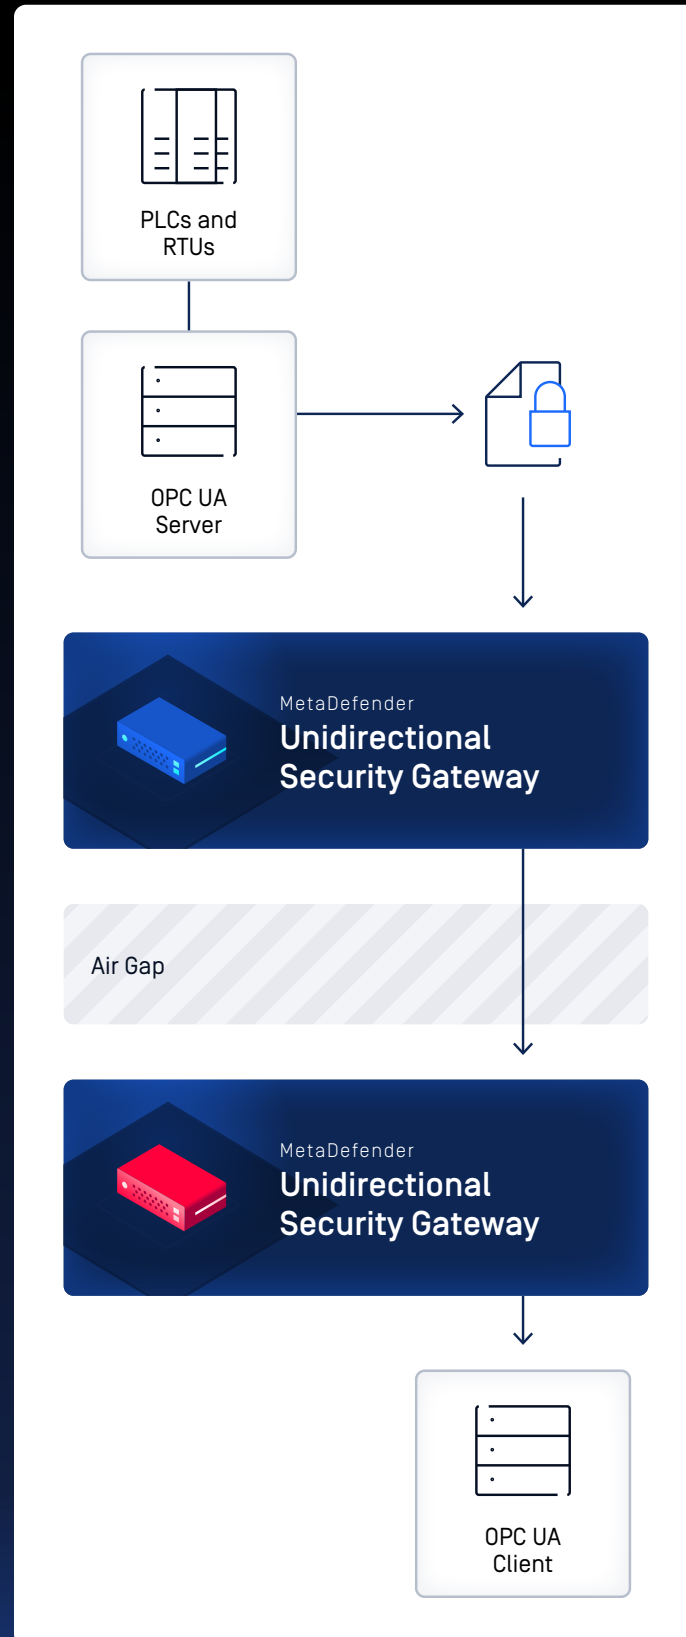 PLCs and
RTUs
OPC UA
Server
MetaDefender
Unidirectional
Security Gateway
Air Gap
MetaDefender
Unidirectional
Security Gateway
OPC UA
Client